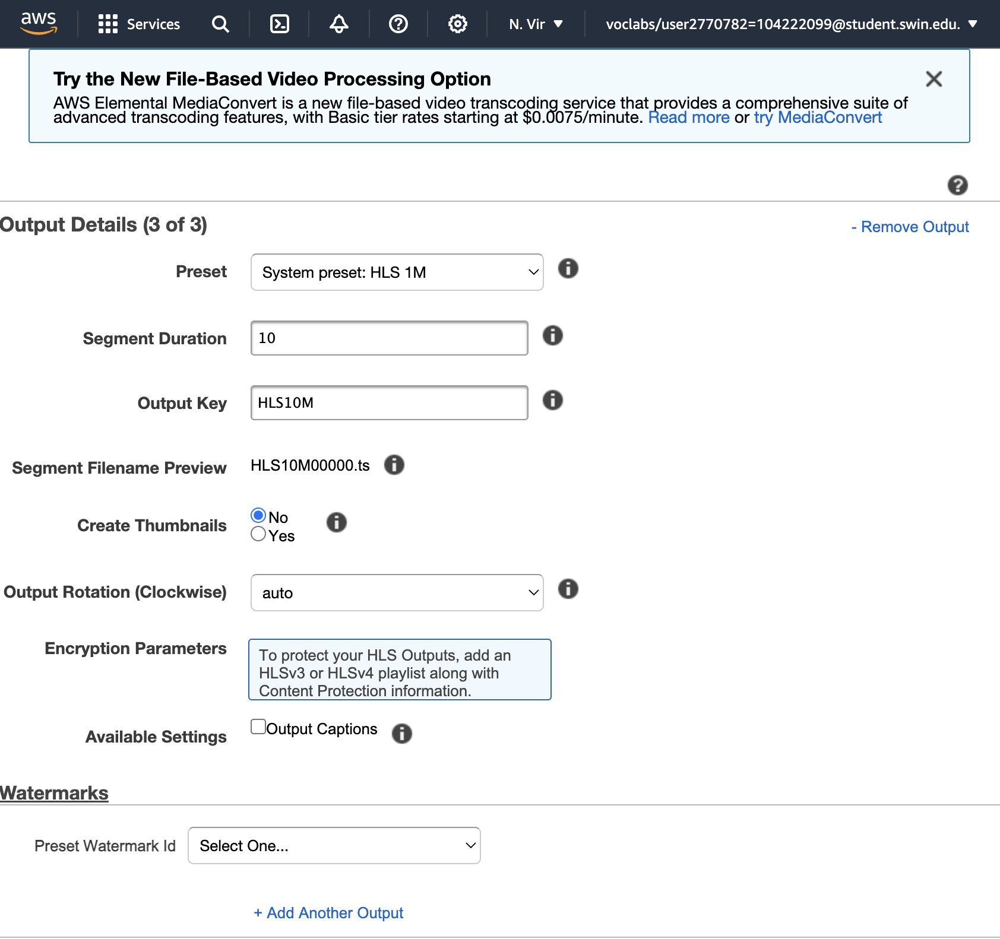 aws Services N. Vir voclabs/user2770782=104222099@student.swin.edu.
Try the New File-Based Video Processing Option
AWS Elemental MediaConvert is a new file-based video transcoding service that provides a comprehensive suite of
advanced transcoding features, with Basic tier rates starting at $0.0075/minute. Read more or try MediaConvert
Output Details (3 of 3)
- Remove Output
Preset System preset: HLS 1M
Segment Duration 10
Output Key HLS10M
Segment Filename Preview HLS10M00000.ts
Create Thumbnails No
Yes
Output Rotation (Clockwise) auto
Encryption Parameters To protect your HLS Outputs, add an
HLSv3 or HLSv4 playlist along with
Content Protection information.
Available Settings Output Captions
Watermarks
Preset Watermark Id Select One...
+ Add Another Output